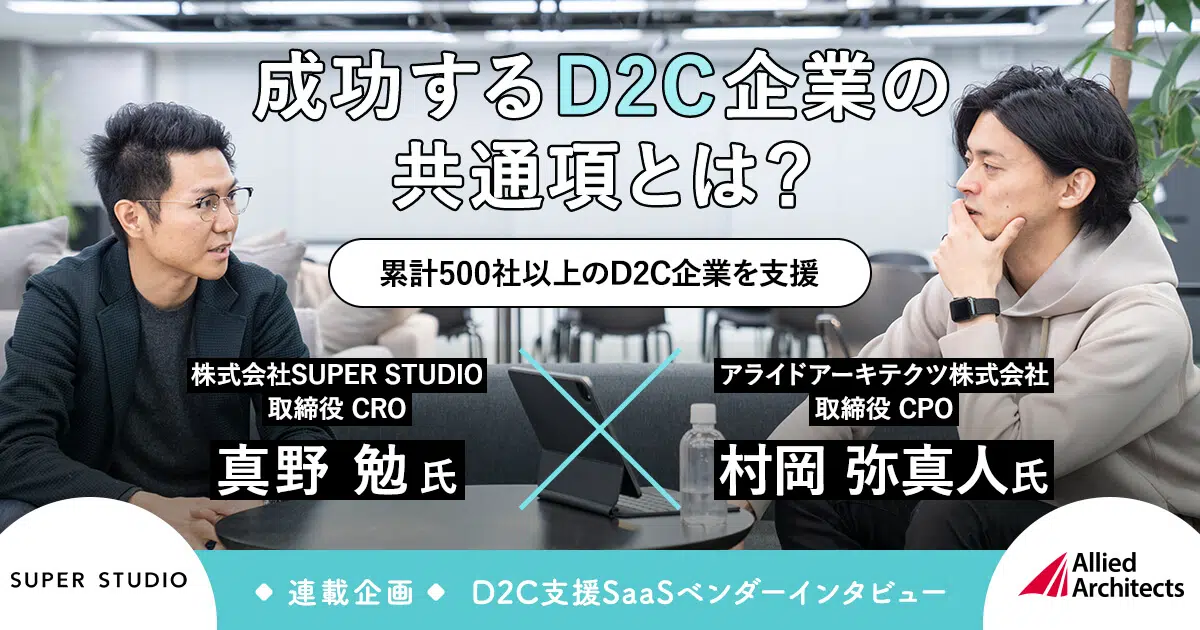 成功するD2C企業の
共通項とは？
累計500社以上のD2C企業を支援
株式会社SUPER STUDIO
取締役 CRO
真野 勉 氏
アライドアーキテクツ株式会社
取締役 CPO
村岡 弥真人 氏
SUPER STUDIO
◆ 連載企画 ◆ D2C支援SaaSベンダーインタビュー
Allied
Architects